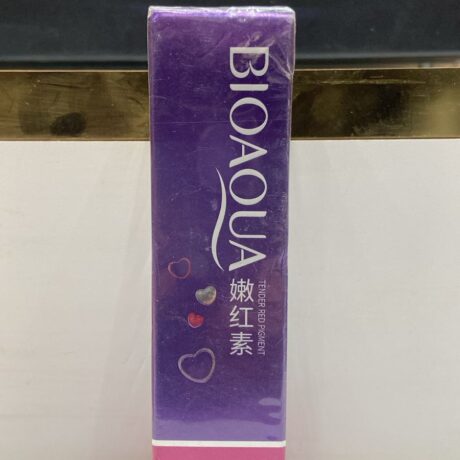 BIOAQUA
TENDER RED PIGMENT
嫩红素